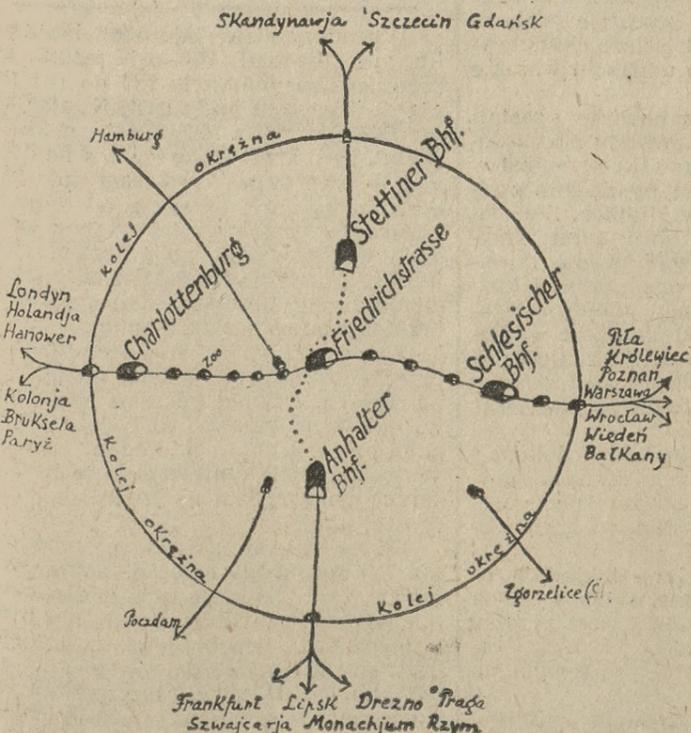 Skandynawja Szczecin Gdańsk
Hamburg
kolej okrężna
Stettiner Bhf.
Charlottenburg
Friedrichstrasse
Londyn
Holandja
Hanower
Zoo
Schlesischer
Bhf.
Piła
Królewiec
Poznań
Warszawa
Kolonja
Bruksela
Paryż
Wrocław
Wiedeń
Bałkany
Anhalter
Bhf.
Kolej okrężna
Kolej okrężna
Poczdam
Zgorzelice
Frankfurt Lipsk Drezno Praga
Szwajcarja Monachjum Rzym